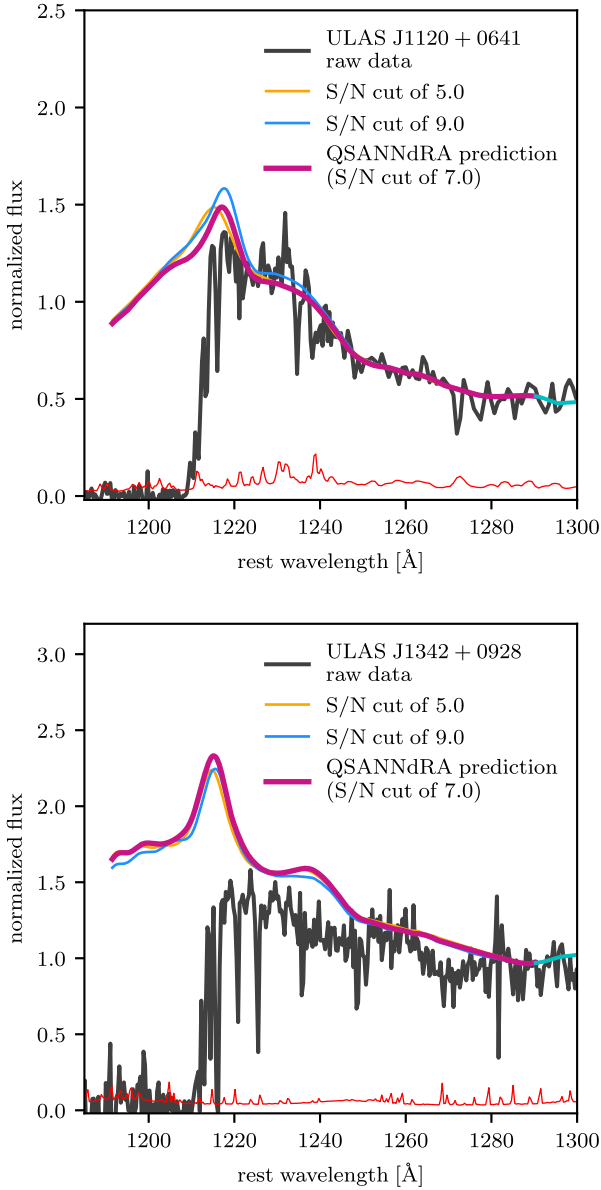 2.5
2.0
1.5
1.0
0.5
0.0
normalized flux
ULAS J1120 + 0641
raw data
S/N cut of 5.0
S/N cut of 9.0
QSANNdRA prediction
(S/N cut of 7.0)
1200 1220 1240 1260 1280 1300
rest wavelength [Å]
3.0
2.5
2.0
1.5
1.0
0.5
0.0
normalized flux
ULAS J1342 + 0928
raw data
S/N cut of 5.0
S/N cut of 9.0
QSANNdRA prediction
(S/N cut of 7.0)
1200 1220 1240 1260 1280 1300
rest wavelength [Å]